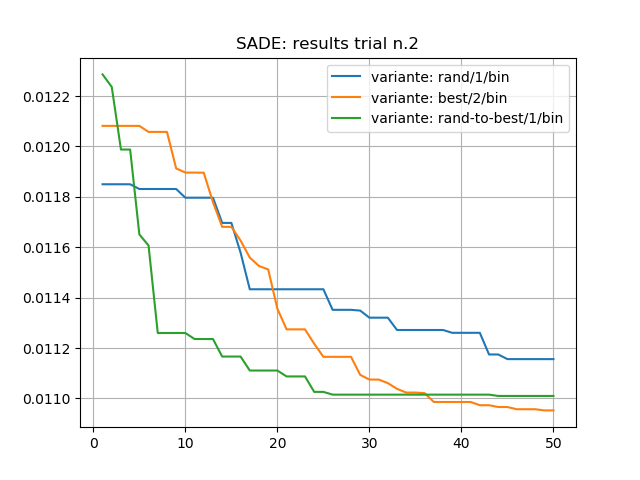 SADE: results trial n.2
variante: rand/1/bin
variante: best/2/bin
variante: rand-to-best/1/bin
0.0122
0.0120
0.0118
0.0116
0.0114
0.0112
0.0110
0 10 20 30 40 50